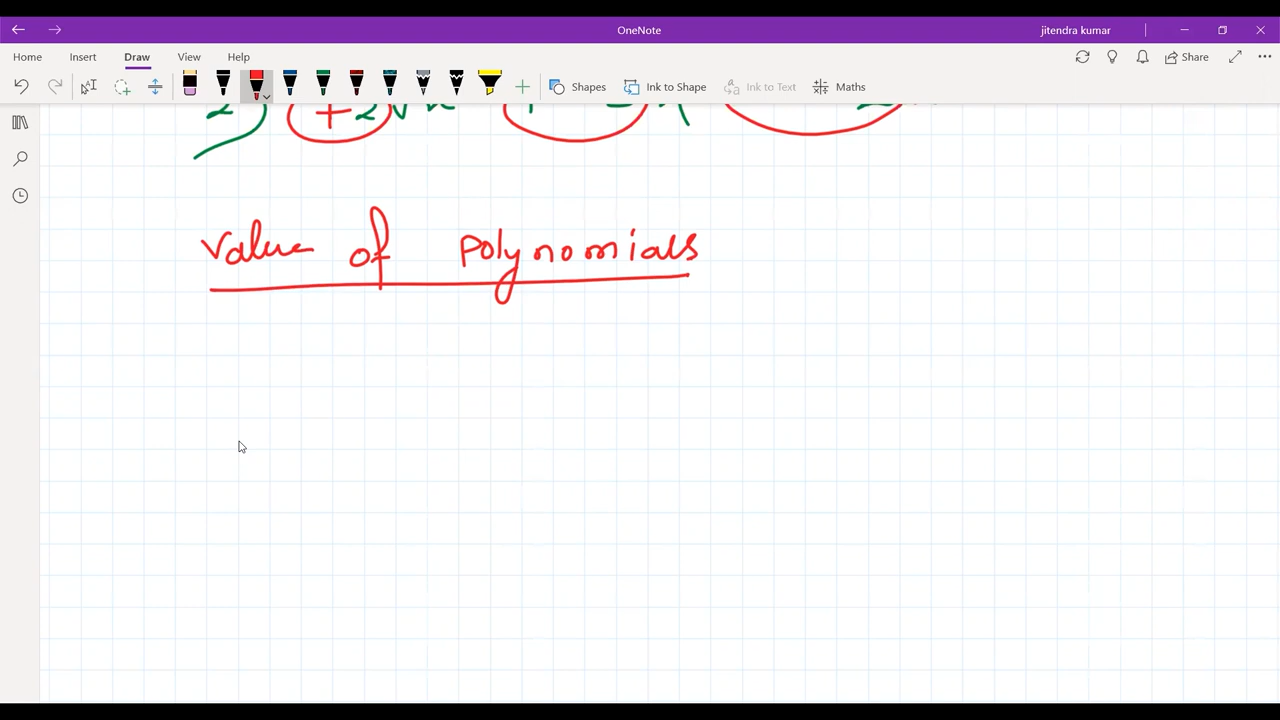 OneNote
jitendra kumar
Home Insert Draw View Help
Shapes Ink to Shape Ink to Text Maths Share
Value of Polynomials